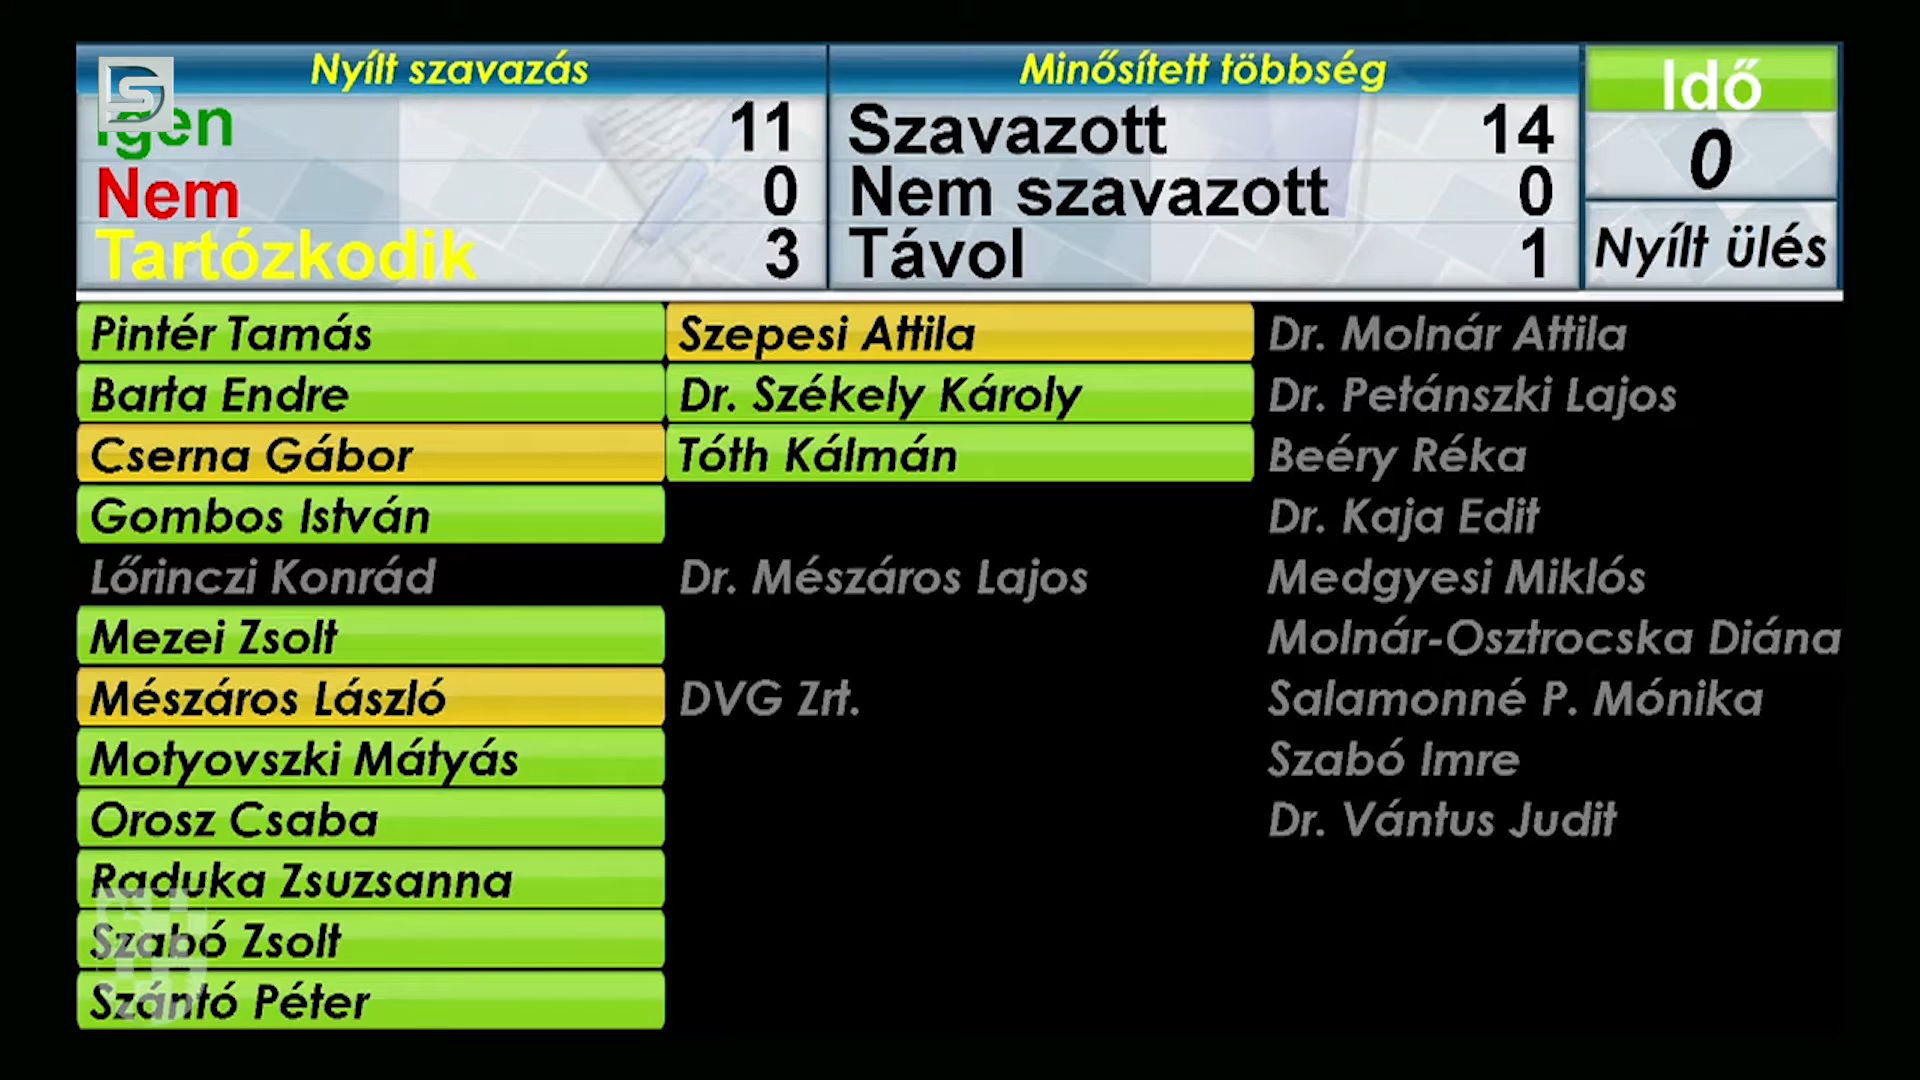 Nyílt szavazás
Igen 11
Nem 0
Tartózkodik 3
Minősített többség
Szavazott 14
Nem szavazott 0
Távol 1
Idő
0
Nyílt ülés
Pintér Tamás
Barta Endre
Cserna Gábor
Gombos István
Lőrinczi Konrád
Mezei Zsolt
Mészáros László
Motyovszki Mátyás
Orosz Csaba
Raduka Zsuzsanna
Szabó Zsolt
Szántó Péter
Szepesi Attila
Dr. Székely Károly
Tóth Kálmán
Dr. Mészáros Lajos
DVG Zrt.
Dr. Molnár Attila
Dr. Petánszki Lajos
Beéry Réka
Dr. Kaja Edit
Medgyesi Miklós
Molnár-Osztrocska Diána
Salamonné P. Mónika
Szabó Imre
Dr. Vántus Judit